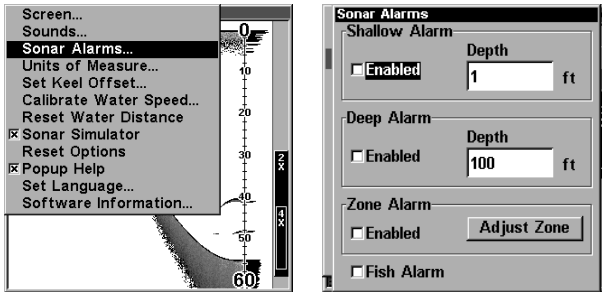 Screen...
Sounds...
Sonar Alarms...
Units of Measure...
Set Keel Offset...
Calibrate Water Speed...
Reset Water Distance
Sonar Simulator
Reset Options
Popup Help
Set Language...
Software Information...
0
10
30
40
50
60
2x
4x
Sonar Alarms
Shallow Alarm
Depth
Enabled
1 ft
Deep Alarm
Depth
Enabled
100 ft
Zone Alarm
Enabled
Adjust Zone
Fish Alarm